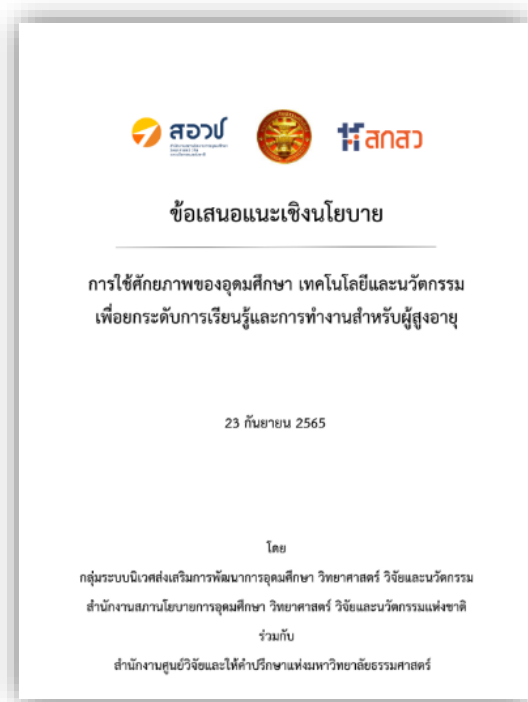 สอวช
สกสว
ข้อเสนอแนะเชิงนโยบาย
การใช้ศักยภาพของอุดมศึกษา เทคโนโลยีและนวัตกรรม
เพื่อยกระดับการเรียนรู้และการทำงานสำหรับผู้สูงอายุ
23 กันยายน 2565
โดย
กลุ่มระบบนิเวศส่งเสริมการพัฒนาการอุดมศึกษา วิทยาศาสตร์ วิจัยและนวัตกรรม
สำนักงานสภานโยบายการอุดมศึกษา วิทยาศาสตร์ วิจัยและนวัตกรรมแห่งชาติ
ร่วมกับ
สำนักงานศูนย์วิจัยและให้คำปรึกษาแห่งมหาวิทยาลัยธรรมศาสตร์